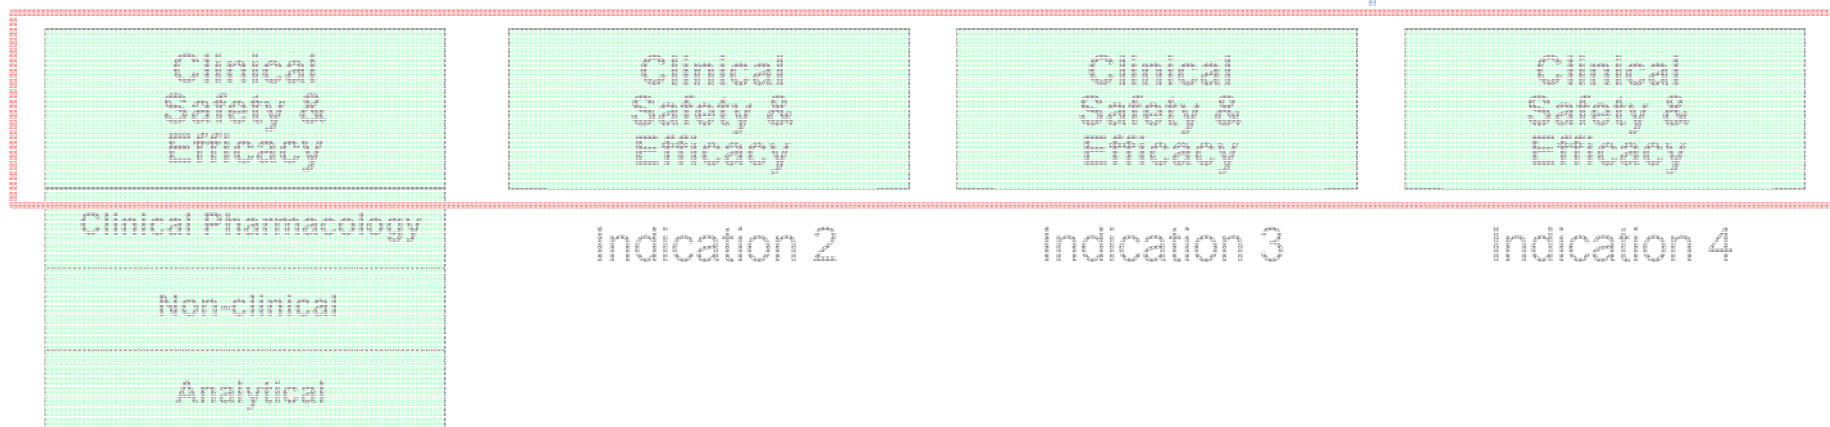 Clinical
Safety &
Efficacy
Clinical Pharmacology
Non-clinical
Analytical
Clinical
Safety &
Efficacy
Indication 2
Clinical
Safety &
Efficacy
Indication 3
Clinical
Safety &
Efficacy
Indication 4